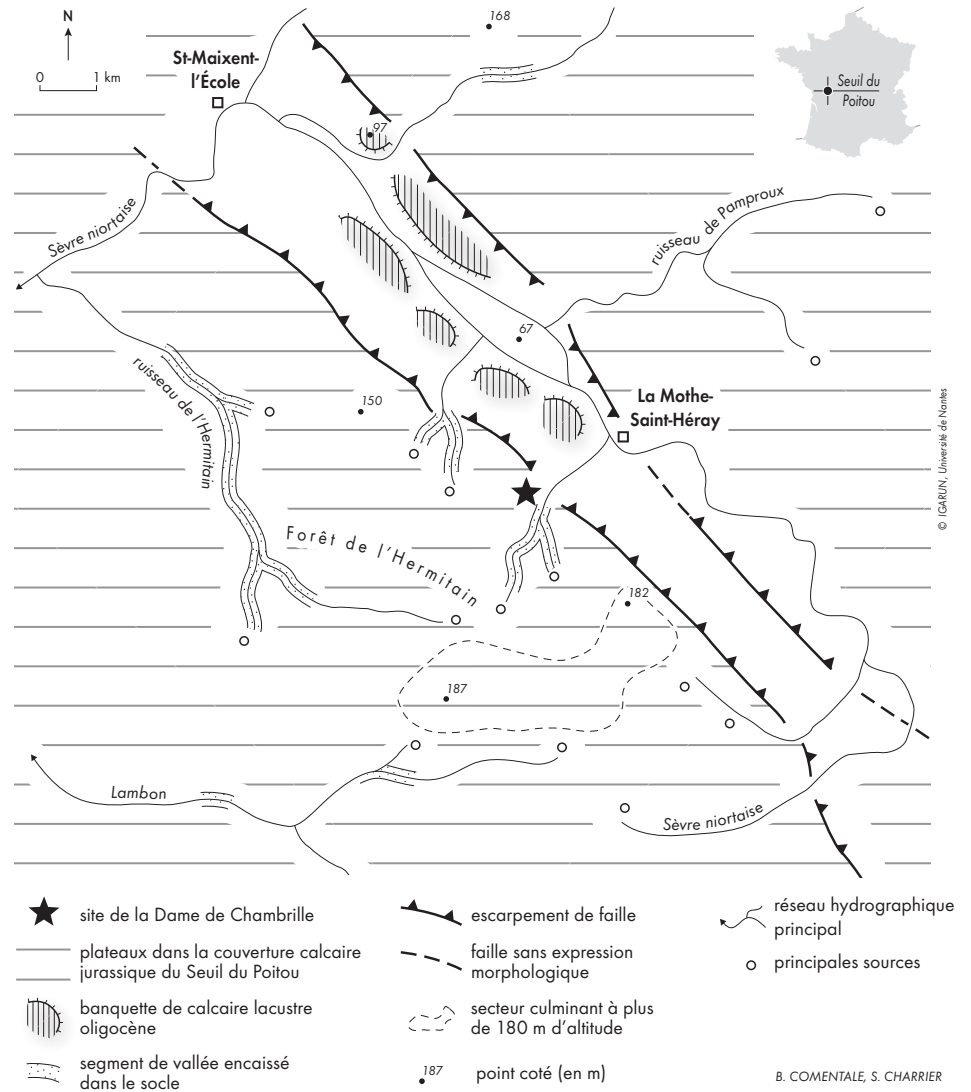 N
0 1 km
168
St-Maixent-
l'École
97
Seuil du
Poitou
Sèvre niortaise
ruisseau de Pamproux
67
ruisseau de l'Hermitain
150
La Mothe-
Saint-Héray
© IGARUN, Université de Nantes
Forêt de l'Hermitain
182
187
Lambon
Sèvre niortaise
site de la Dame de Chambrille
plateaux dans la couverture calcaire
jurassique du Seuil du Poitou
banquette de calcaire lacustre
oligocène
segment de vallée encaissé
dans le socle
escarpement de faille
faille sans expression
morphologique
secteur culminant à plus
de 180 m d'altitude
187
point coté (en m)
réseau hydrographique
principal
principales sources
B. COMENTALE, S. CHARRIER